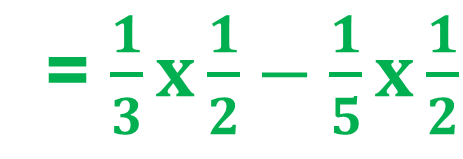 = 1/3 x 1/2 − 1/5 x 1/2